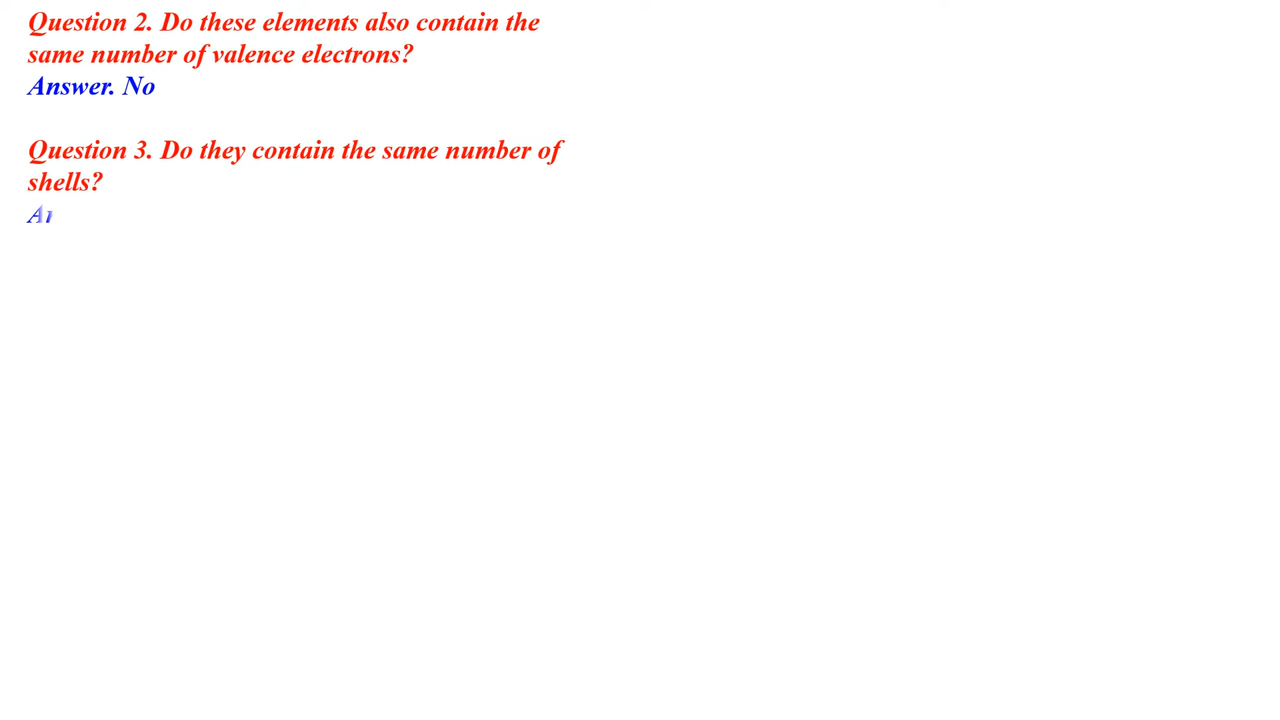 Question 2. Do these elements also contain the
same number of valence electrons?
Answer. No
Question 3. Do they contain the same number of
shells?